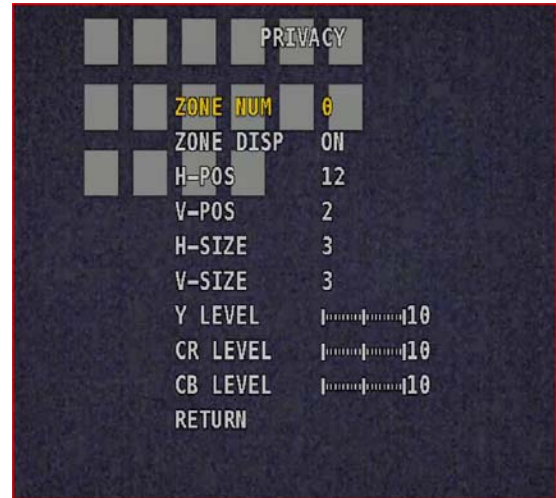 PRIVACY
ZONE NUM 0
ZONE DISP ON
H-POS 12
V-POS 2
H-SIZE 3
V-SIZE 3
Y LEVEL 10
CR LEVEL 10
CB LEVEL 10
RETURN